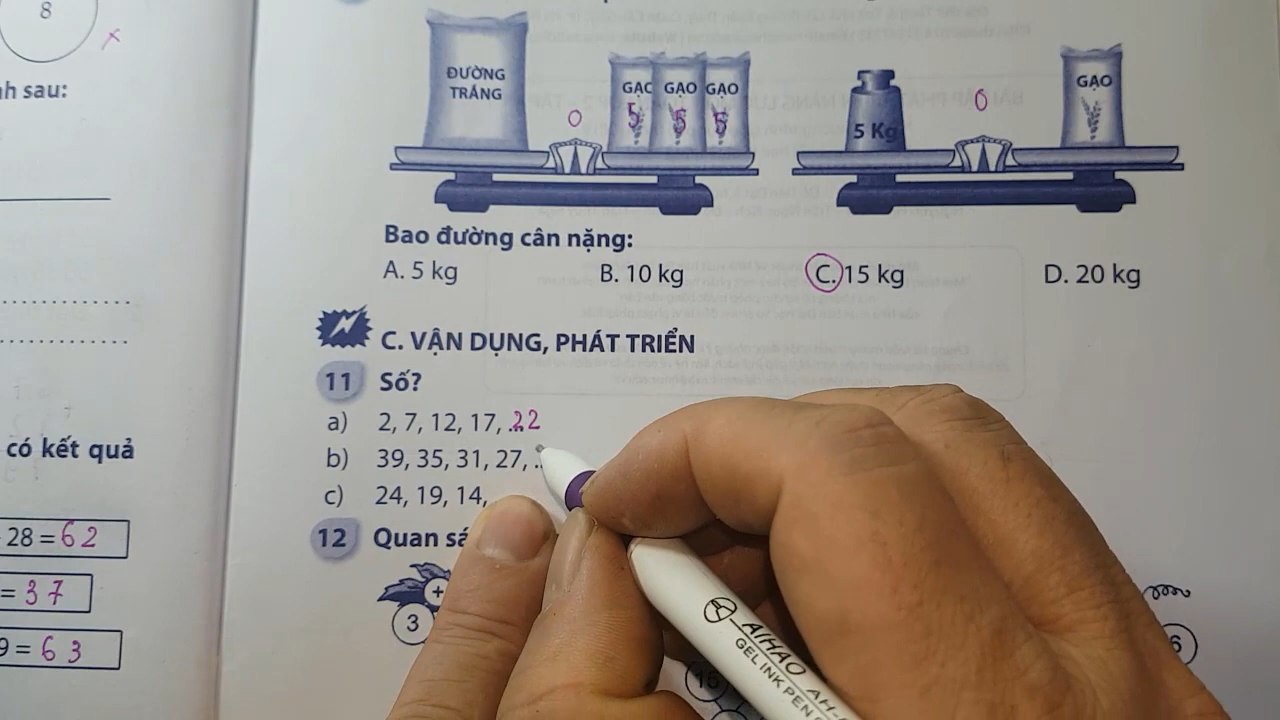 8
nh sau:
ĐƯỜNG
TRẮNG
GẠO GẠO GẠO
5 5 5
0
5 Kg
0
GẠO
Bao đường cân nặng:
A. 5 kg B. 10 kg C. 15 kg D. 20 kg
C. VẬN DỤNG, PHÁT TRIỂN
11 Số?
a) 2, 7, 12, 17, ...22
b) 39, 35, 31, 27, ..
c) 24, 19, 14,
12 Quan sá
có kết quả
28 = 62
= 37
9 = 63
+
3
16
6
AIHAO
GEL INK PEN